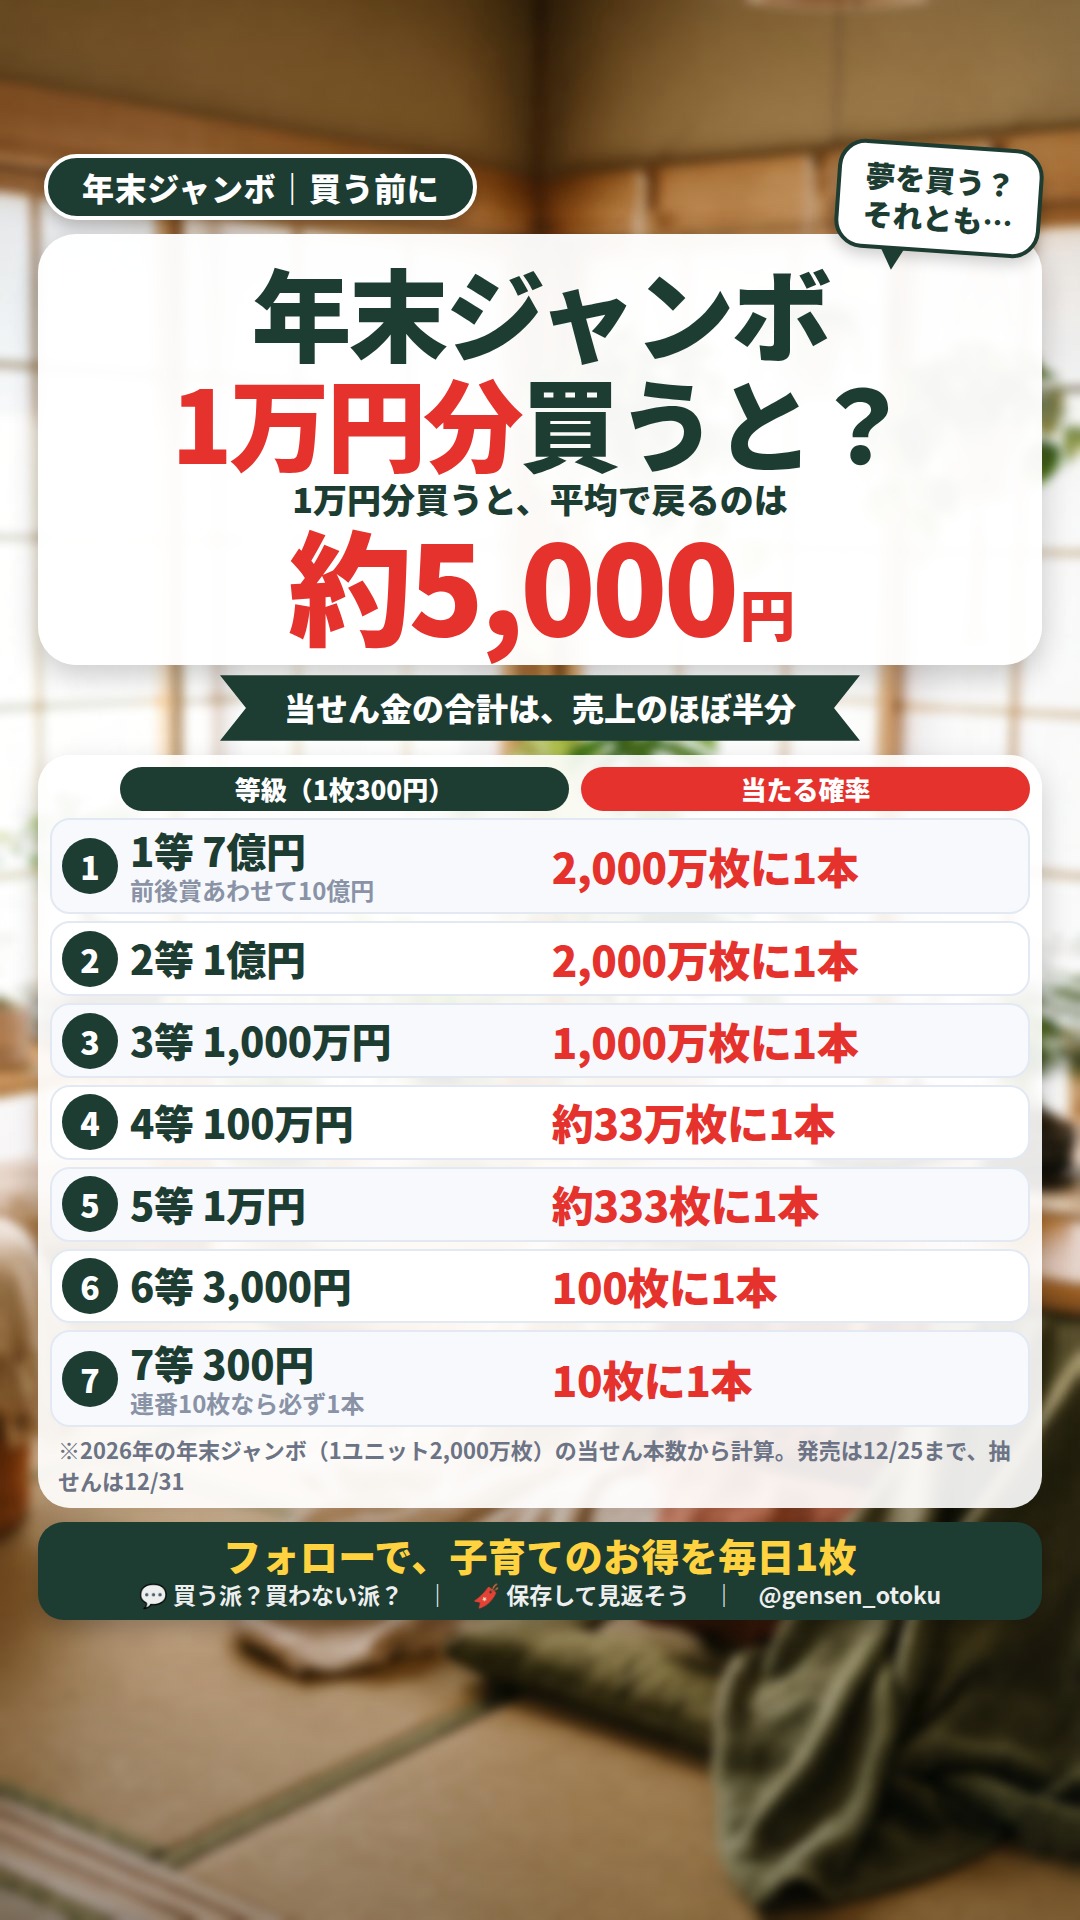 年末ジャンボ｜買う前に
夢を買う？
それとも…
年末ジャンボ
1万円分買うと？
1万円分買うと、平均で戻るのは
約5,000円
当せん金の合計は、売上のほぼ半分
等級（1枚300円）
当たる確率
1
1等 7億円
前後賞あわせて10億円
2,000万枚に1本
2
2等 1億円
2,000万枚に1本
3
3等 1,000万円
1,000万枚に1本
4
4等 100万円
約33万枚に1本
5
5等 1万円
約333枚に1本
6
6等 3,000円
100枚に1本
7
7等 300円
連番10枚なら必ず1本
10枚に1本
※2026年の年末ジャンボ（1ユニット2,000万枚）の当せん本数から計算。発売は12/25まで、抽
せんは12/31
フォローで、子育てのお得を毎日1枚
💬 買う派？買わない派？ ｜ 🔖 保存して見返そう ｜ @gensen_otoku